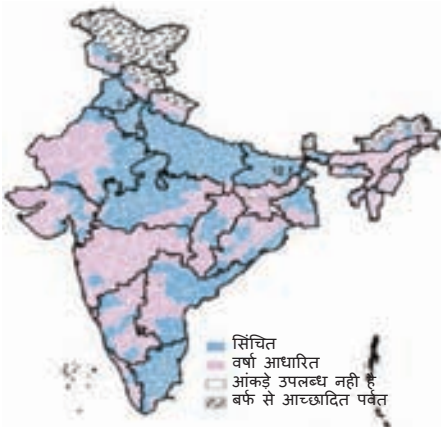 सिंचित
वर्षा आधारित
आंकड़े उपलब्ध नही है
बर्फ से आच्छादित पर्वत